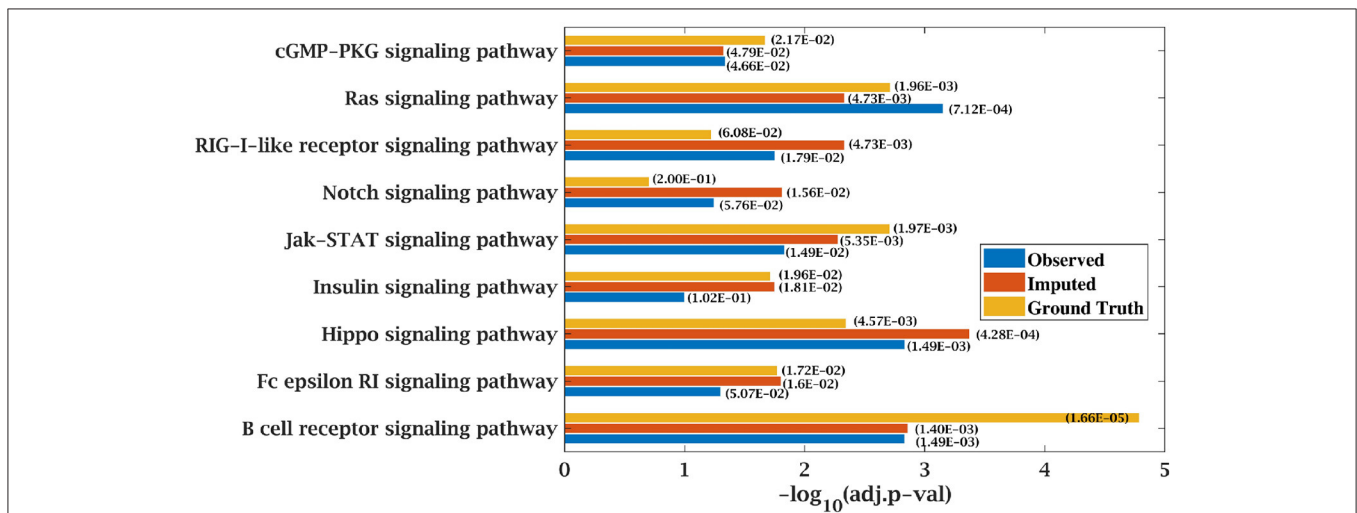 cGMP-PKG signaling pathway
(2.17E-02)
(4.79E-02)
(4.66E-02)
Ras signaling pathway
(1.96E-03)
(4.73E-03)
(7.12E-04)
RIG-I-like receptor signaling pathway
(6.08E-02)
(4.73E-03)
(1.79E-02)
Notch signaling pathway
(2.00E-01)
(1.56E-02)
(5.76E-02)
Jak-STAT signaling pathway
(1.97E-03)
(5.35E-03)
(1.49E-02)
Insulin signaling pathway
(1.96E-02)
(1.81E-02)
(1.02E-01)
Hippo signaling pathway
(4.57E-03)
(4.28E-04)
(1.49E-03)
Fc epsilon RI signaling pathway
(1.72E-02)
(1.6E-02)
(5.07E-02)
B cell receptor signaling pathway
(1.66E-05)
(1.40E-03)
(1.49E-03)
Observed
Imputed
Ground Truth
0 1 2 3 4 5
-log10(adj.p-val)